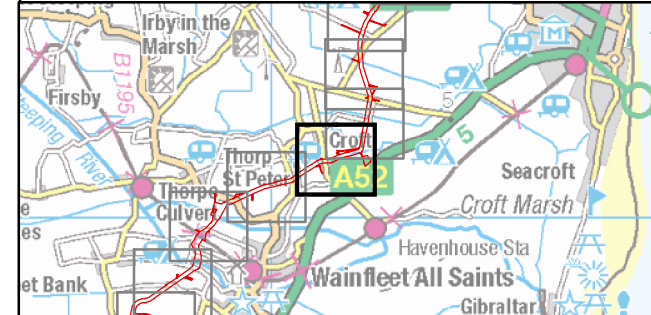 Irby in the
Marsh
B1195
Firsby
Steeping
River
Croft
Thorp
St Peter
A52
5
5
Thorpe
Culvert
Seacroft
Croft Marsh
Havenhouse Sta
Wainfleet All Saints
et Bank
Gibraltar
e
es